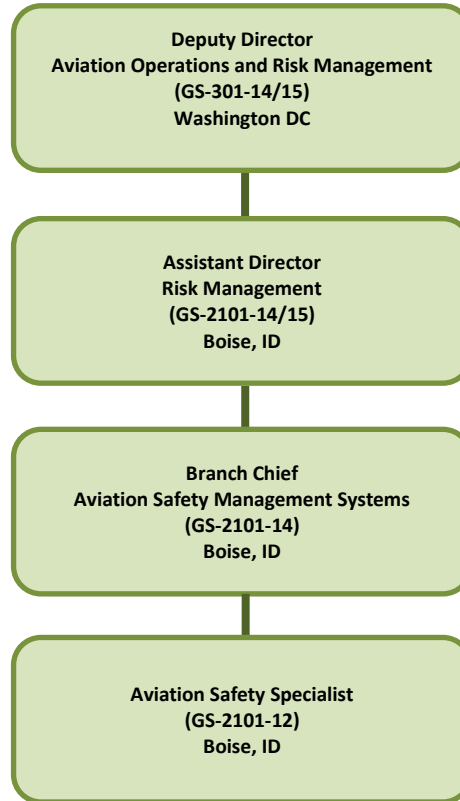 Deputy Director
Aviation Operations and Risk Management
(GS-301-14/15)
Washington DC
Assistant Director
Risk Management
(GS-2101-14/15)
Boise, ID
Branch Chief
Aviation Safety Management Systems
(GS-2101-14)
Boise, ID
Aviation Safety Specialist
(GS-2101-12)
Boise, ID